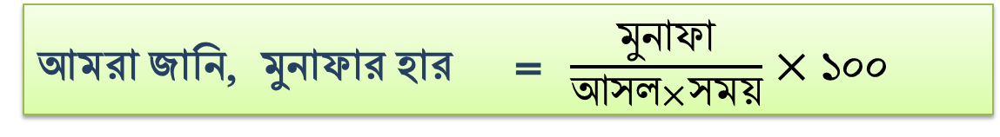 আমরা জানি, মুনাফার হার = মুনাফা / আসল×সময় × ১০০